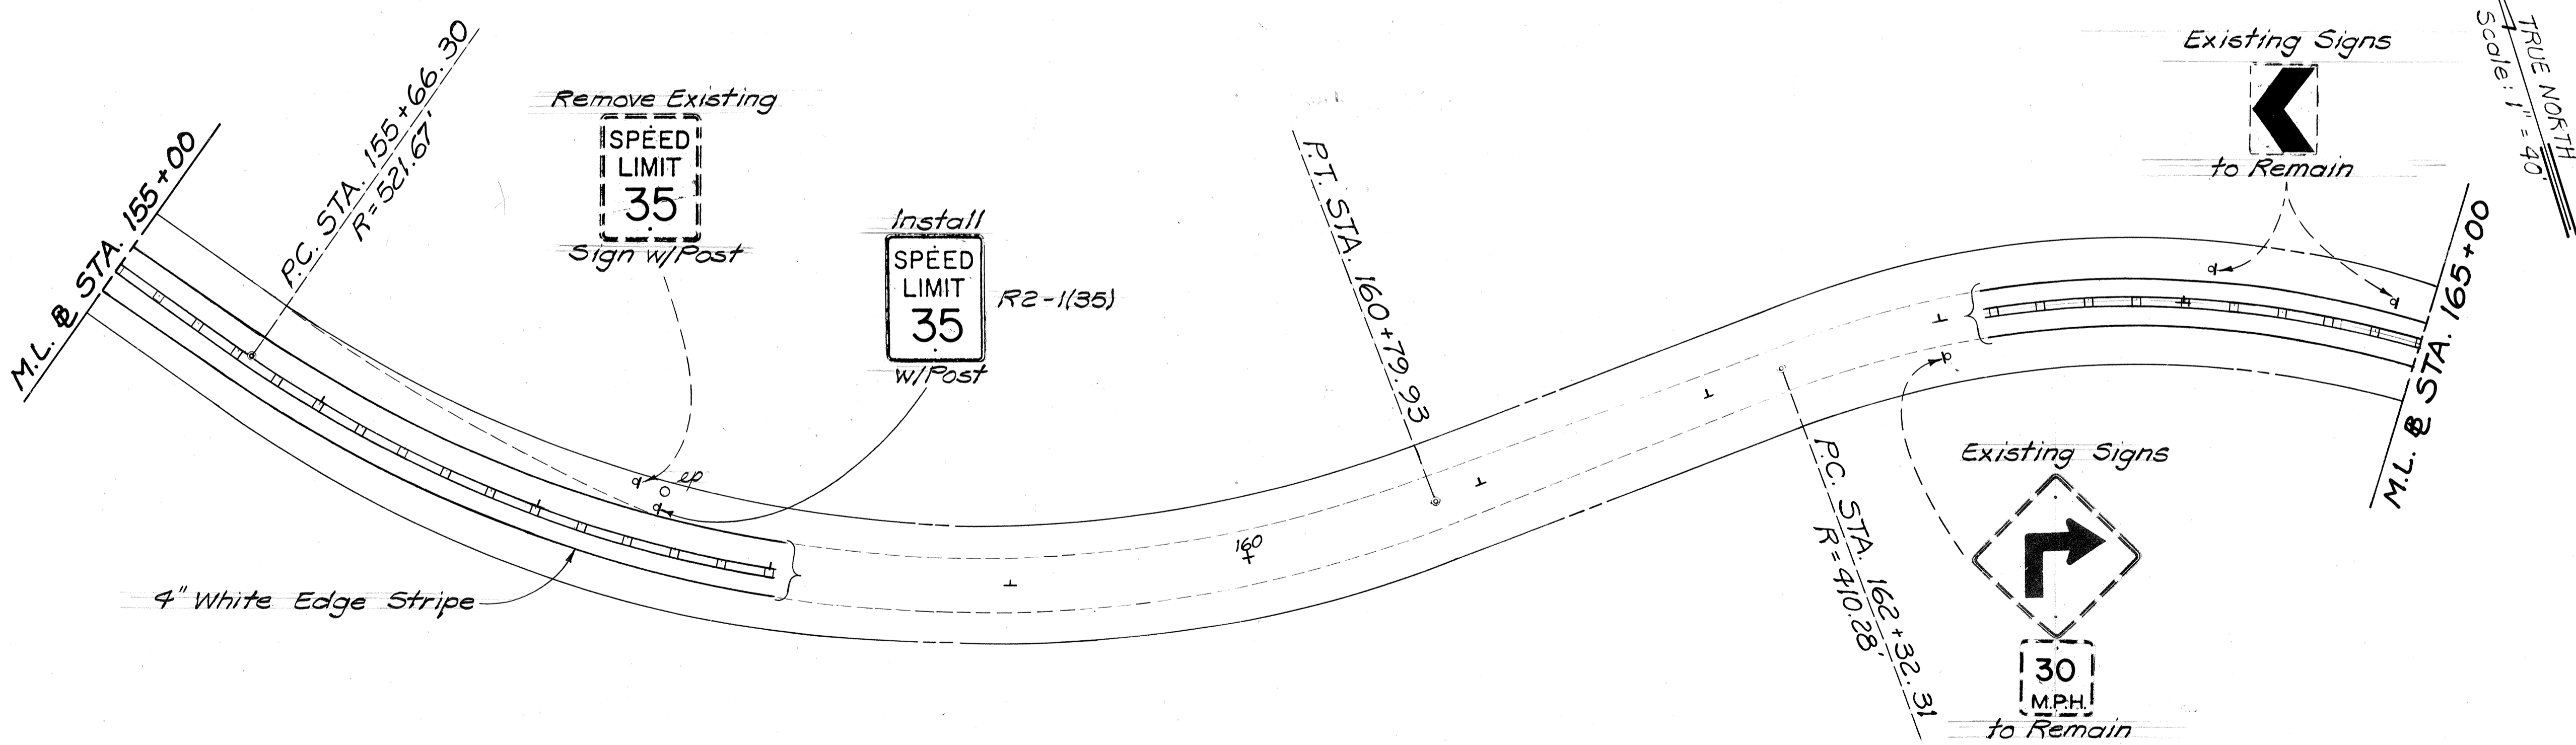 M.L. ⅊ STA. 155+00
P.C. STA. 155+66.30
R=521.67'
Remove Existing
SPEED
LIMIT
35
Sign w/Post
Install
SPEED
LIMIT
35
R2-1(35)
w/Post
ep
4" White Edge Stripe
160
P.T. STA. 160+79.93
P.C. STA. 162+32.31
R=410.28'
Existing Signs
to Remain
Existing Signs
30
M.P.H.
to Remain
M.L. ⅊ STA. 165+00
TRUE NORTH
Scale: 1" = 40'